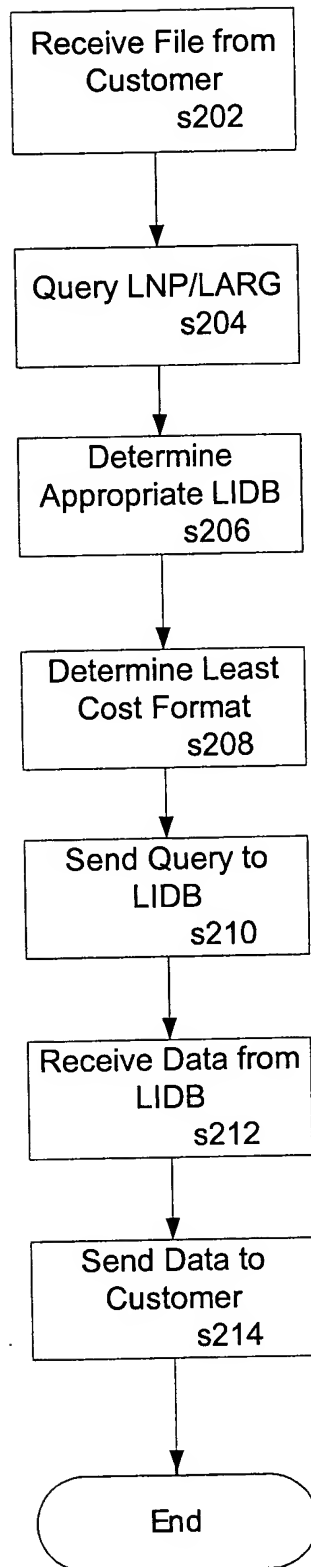 Receive File from
Customer
s202
Query LNP/LARG
s204
Determine
Appropriate LIDB
s206
Determine Least
Cost Format
s208
Send Query to
LIDB
s210
Receive Data from
LIDB
s212
Send Data to
Customer
s214
End